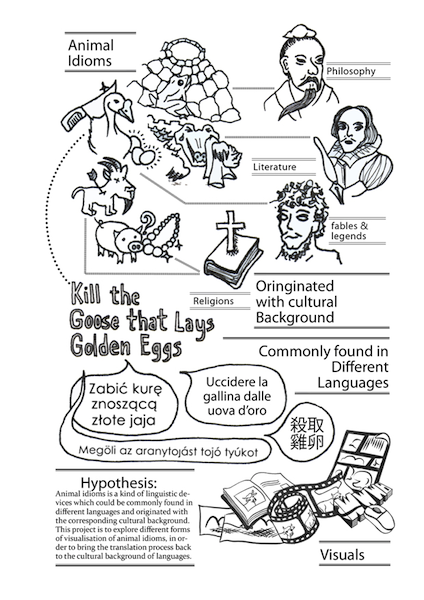 Animal
Idioms
Philosophy
Literature
fables &
legends
Religions
Oringinated
with cultural
Background
Kill the
Goose that Lays
Golden Eggs
Commonly found in
Different
Languages
Zabić kurę
znoszącą
złote jaja
Uccidere la
gallina dalle
uova d'oro
殺取
雞卵
Megöli az aranytojást tojó tyúkot
Hypothesis:
Animal idioms is a kind of linguistic de-
vices which could be commonly found in
different languages and originated with
the corresponding cultural background.
This project is to explore different forms
of visualisation of animal idioms, in or-
der to bring the translation process back
to the cultural background of languages.
Visuals